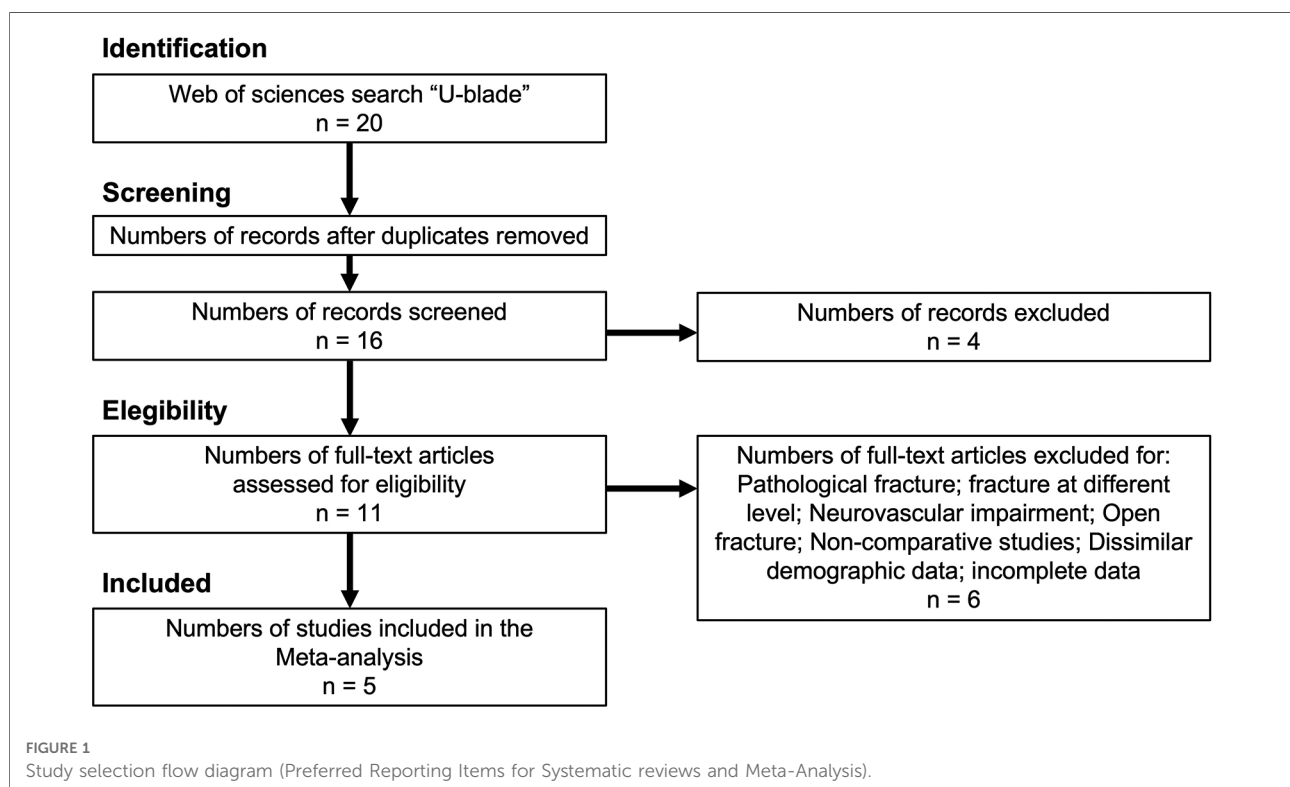 Identification
Web of sciences search “U-blade”
n = 20
Screening
Numbers of records after duplicates removed
Numbers of records screened
n = 16
Numbers of records excluded
n = 4
Elegibility
Numbers of full-text articles
assessed for eligibility
n = 11
Numbers of full-text articles excluded for:
Pathological fracture; fracture at different
level; Neurovascular impairment; Open
fracture; Non-comparative studies; Dissimilar
demographic data; incomplete data
n = 6
Included
Numbers of studies included in the
Meta-analysis
n = 5
FIGURE 1
Study selection flow diagram (Preferred Reporting Items for Systematic reviews and Meta-Analysis).